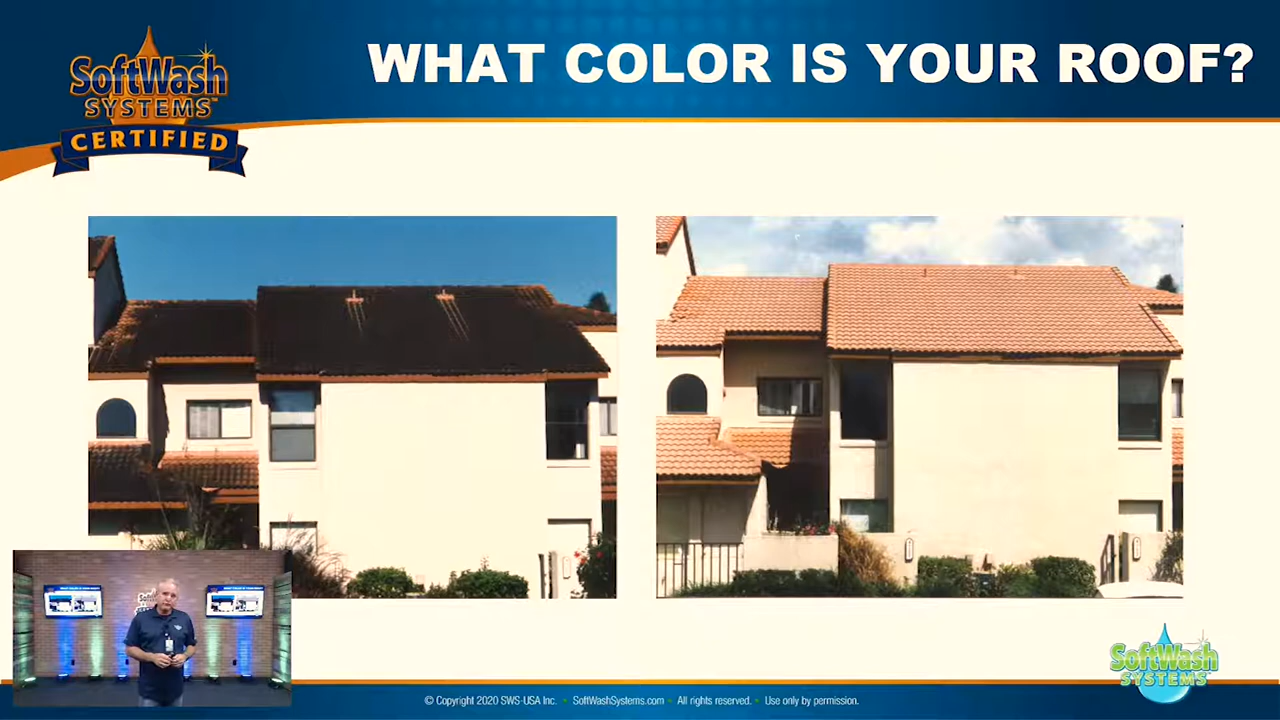 WHAT COLOR IS YOUR ROOF?
SoftWash
SYSTEMS™
CERTIFIED
SoftWash
SYSTEMS
© Copyright 2020 SWS-USA Inc. • SoftWashSystems.com • All rights reserved. • Use only by permission.